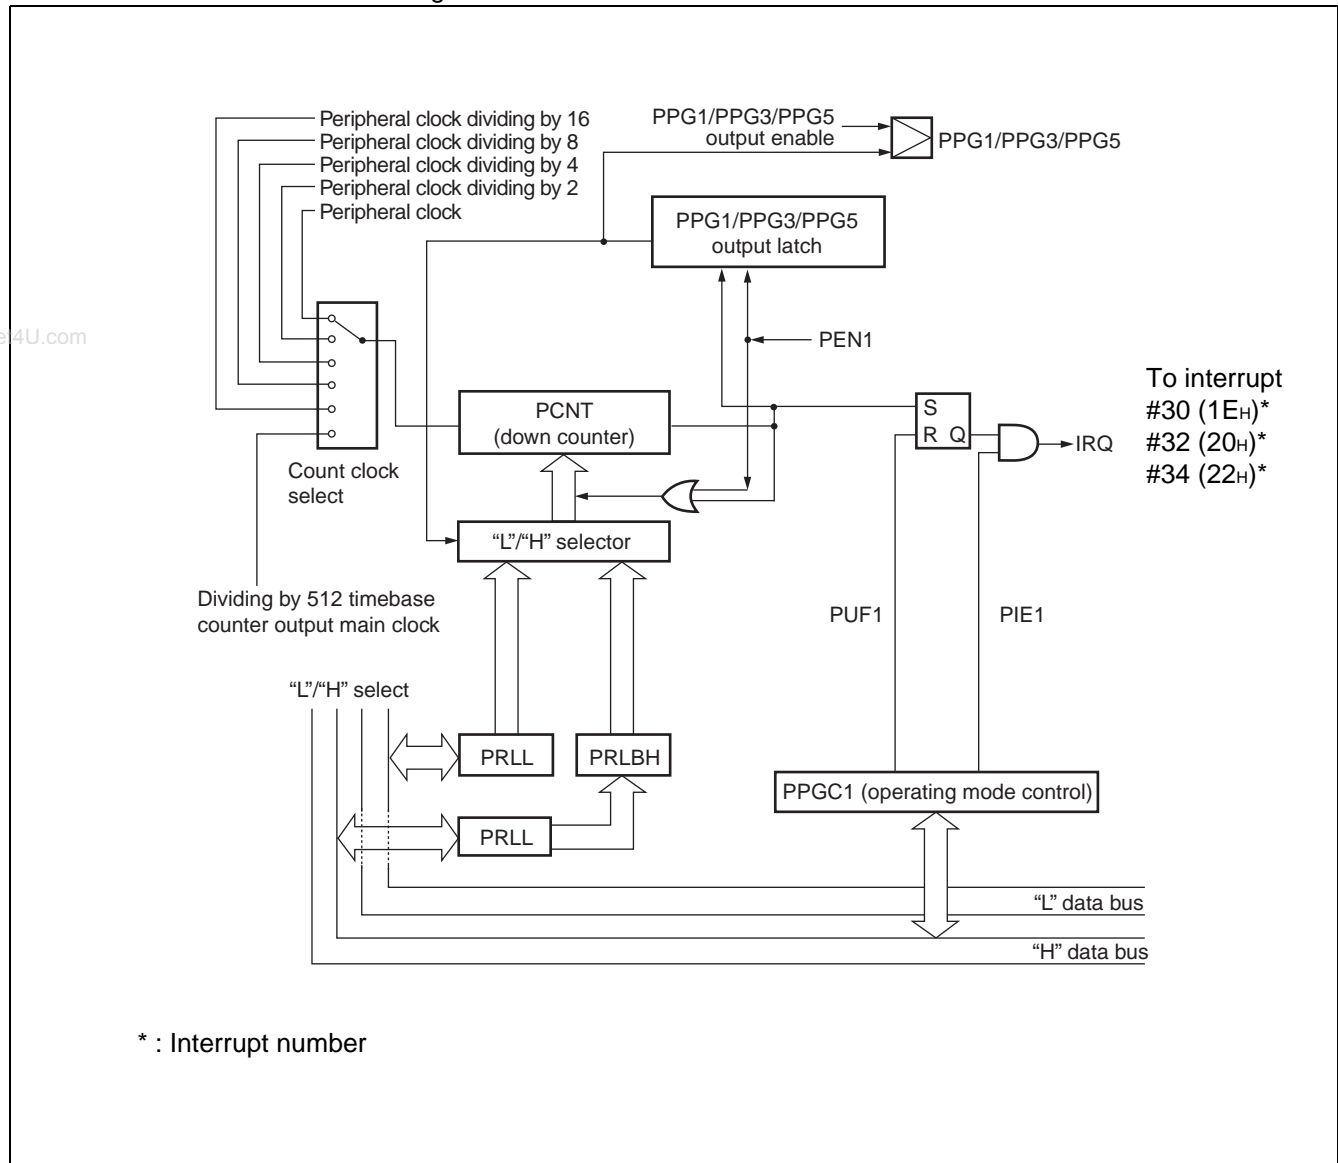 Peripheral clock dividing by 16
Peripheral clock dividing by 8
Peripheral clock dividing by 4
Peripheral clock dividing by 2
Peripheral clock
PPG1/PPG3/PPG5
output enable
PPG1/PPG3/PPG5
PPG1/PPG3/PPG5
output latch
4U.com
PEN1
PCNT
(down counter)
Count clock
select
S
R Q
IRQ
To interrupt
#30 (1EH)*
#32 (20H)*
#34 (22H)*
“L”/“H” selector
Dividing by 512 timebase
counter output main clock
PUF1
PIE1
“L”/“H” select
PRLL
PRLBH
PPGC1 (operating mode control)
PRLL
“L” data bus
“H” data bus
* : Interrupt number